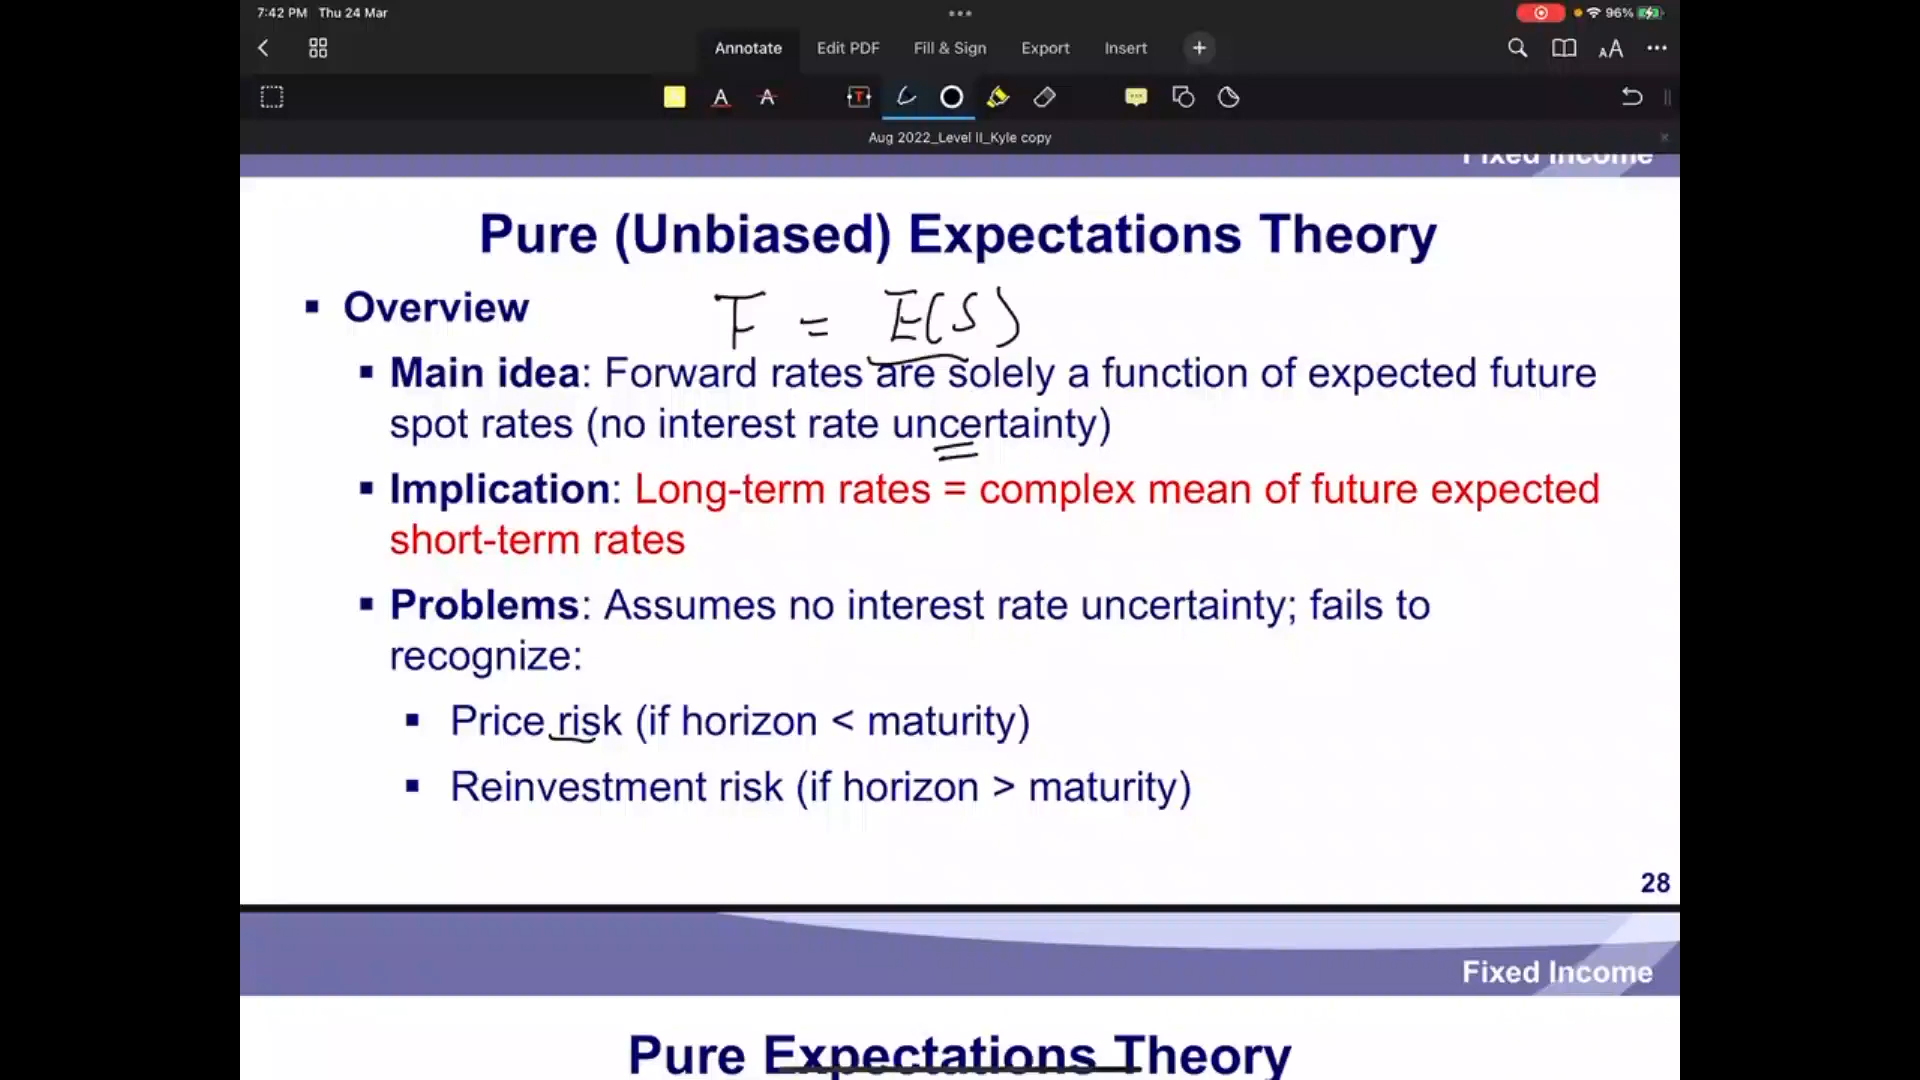 7:42 PM Thu 24 Mar
96%
Annotate Edit PDF Fill & Sign Export Insert
AA
T A A
Aug 2022_Level II_Kyle copy
Fixed Income
Pure (Unbiased) Expectations Theory
▪ Overview F = E(S)
▪ Main idea: Forward rates are solely a function of expected future
spot rates (no interest rate uncertainty)
▪ Implication: Long-term rates = complex mean of future expected
short-term rates
▪ Problems: Assumes no interest rate uncertainty; fails to
recognize:
▪ Price risk (if horizon < maturity)
▪ Reinvestment risk (if horizon > maturity)
28
Fixed Income
Pure Expectations Theory